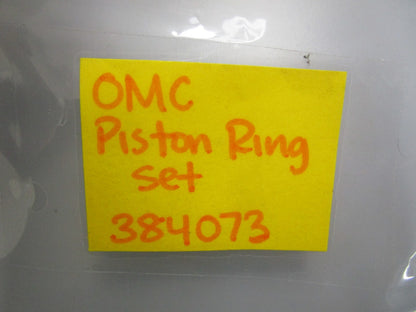 OMC
Piston Ring
set
384073